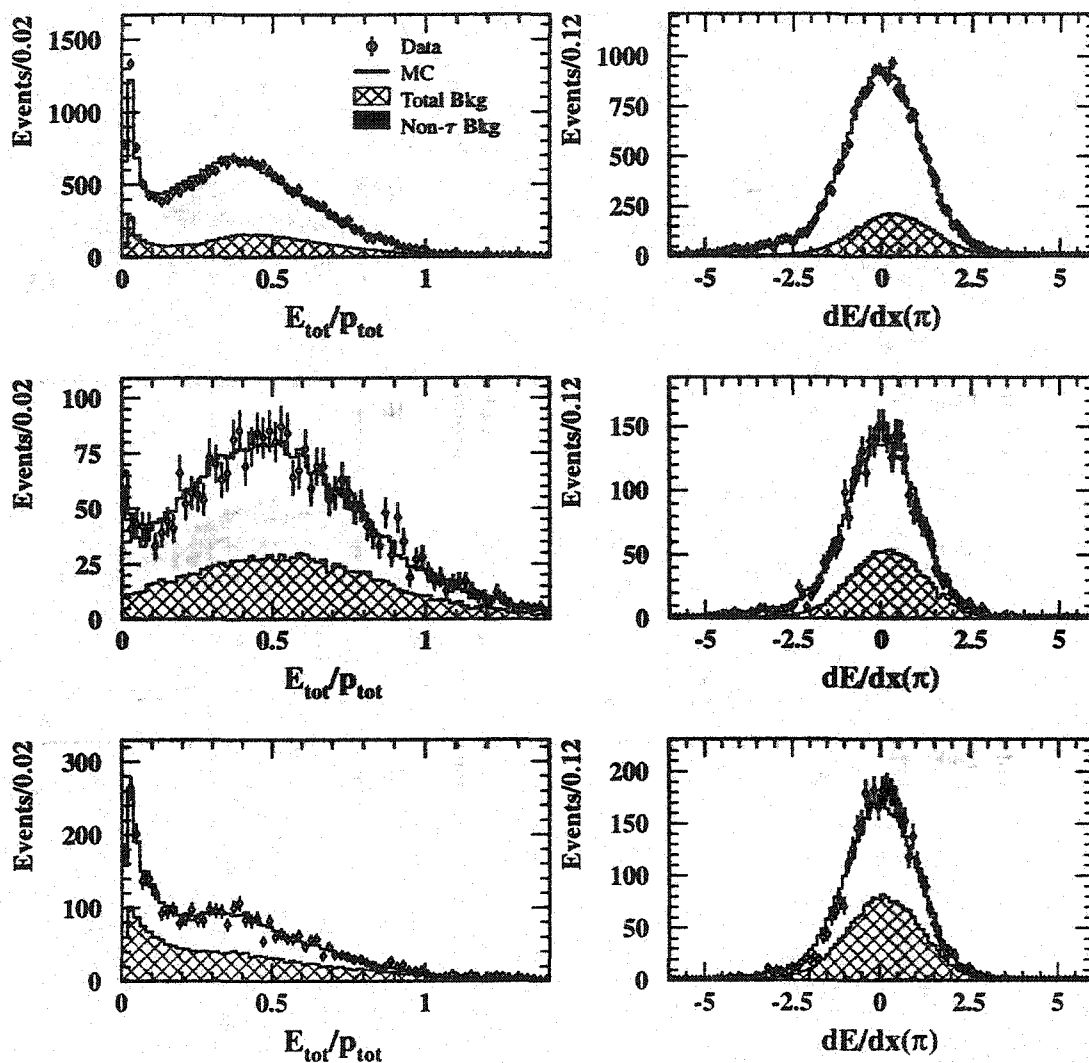 Events/0.02
1500
1000
500
0
0 0.5 1
E_tot/p_tot
Data
MC
Total Bkg
Non-τ Bkg
Events/0.12
1000
750
500
250
0
-5 -2.5 0 2.5 5
dE/dx(π)
Events/0.02
100
75
50
25
0
0 0.5 1
E_tot/p_tot
Events/0.12
150
100
50
0
-5 -2.5 0 2.5 5
dE/dx(π)
Events/0.02
300
200
100
0
0 0.5 1
E_tot/p_tot
Events/0.12
200
150
100
50
0
-5 -2.5 0 2.5 5
dE/dx(π)